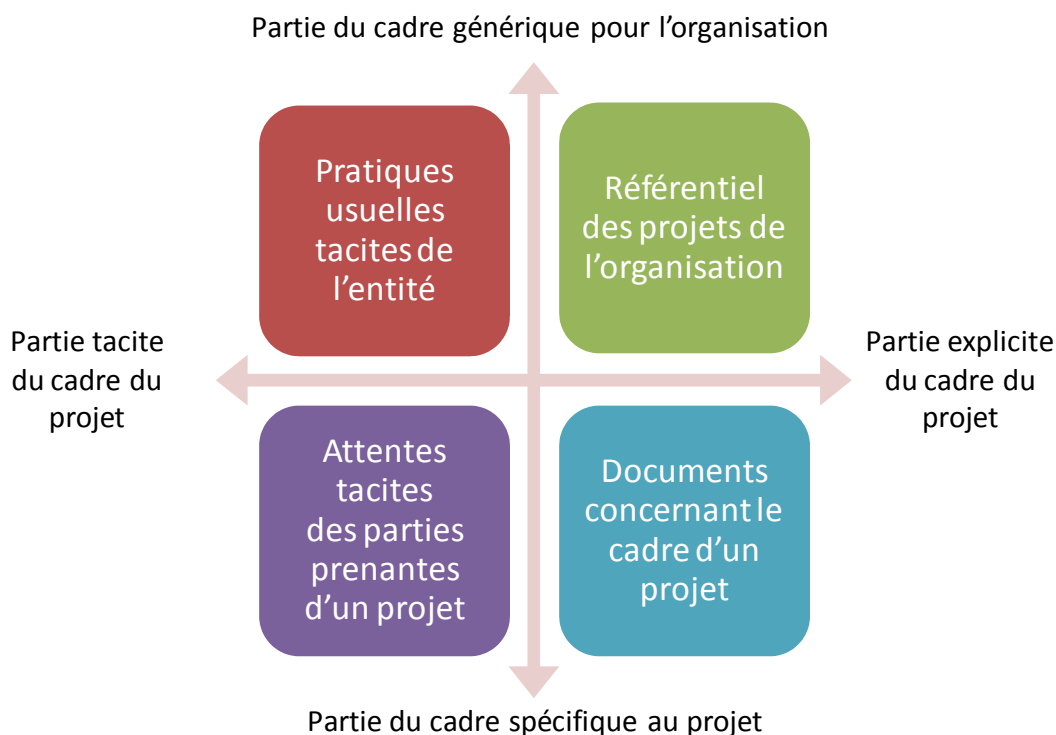 Partie du cadre générique pour l’organisation
Pratiques
usuelles
tacites de
l’entité
Référentiel
des projets de
l’organisation
Partie tacite
du cadre du
projet
Partie explicite
du cadre du
projet
Attentes
tacites
des parties
prenantes
d’un projet
Documents
concernant le
cadre d’un
projet
Partie du cadre spécifique au projet